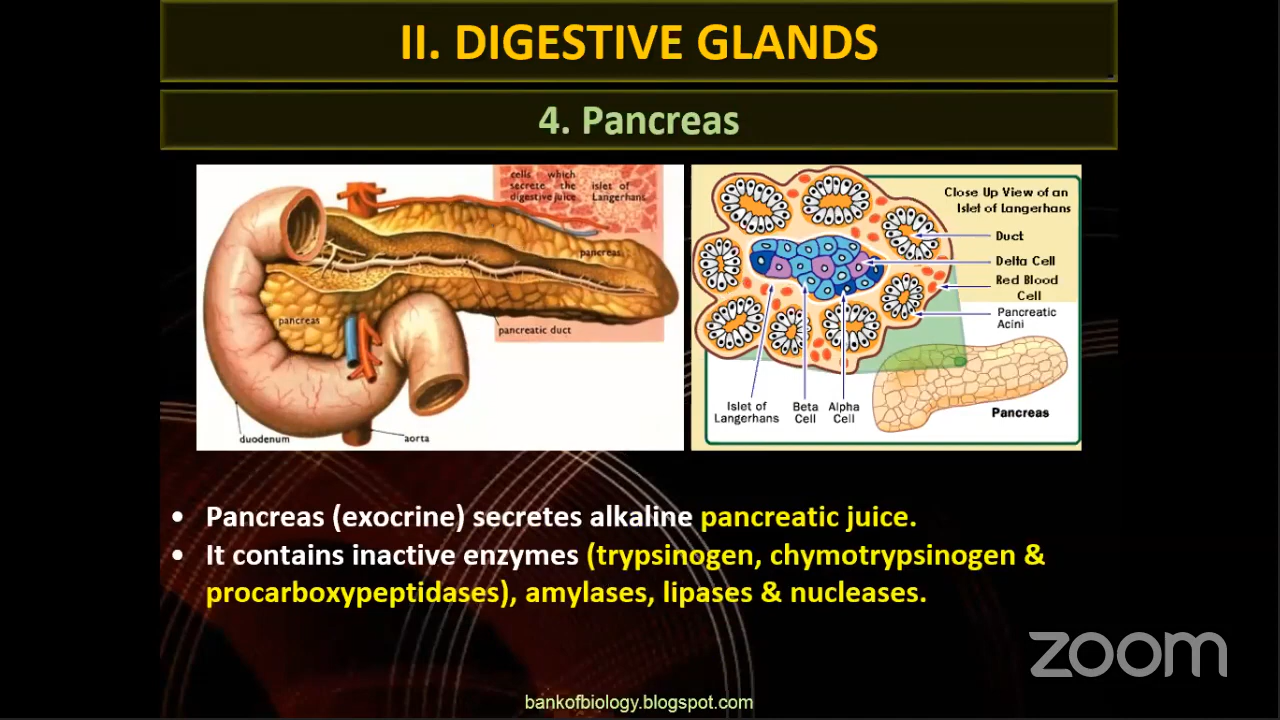 II. DIGESTIVE GLANDS
4. Pancreas
cells which
secrete the
digestive juice
islet of
Langerhans
pancreas
pancreas
pancreatic duct
duodenum
aorta
Close Up View of an
Islet of Langerhans
Duct
Delta Cell
Red Blood
Cell
Pancreatic
Acini
Islet of
Langerhans
Beta
Cell
Alpha
Cell
Pancreas
• Pancreas (exocrine) secretes alkaline pancreatic juice.
• It contains inactive enzymes (trypsinogen, chymotrypsinogen &
procarboxypeptidases), amylases, lipases & nucleases.
zoom
bankofbiology.blogspot.com